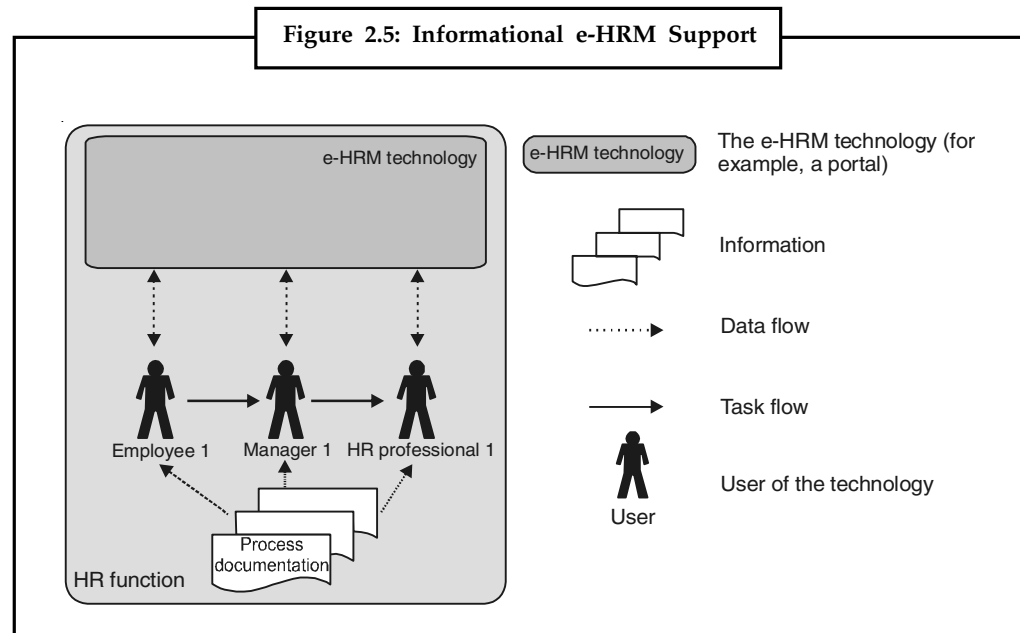 Figure 2.5: Informational e-HRM Support
e-HRM technology
Employee 1
Manager 1
HR professional 1
Process
documentation
HR function
e-HRM technology
The e-HRM technology (for
example, a portal)
Information
Data flow
Task flow
User
User of the technology